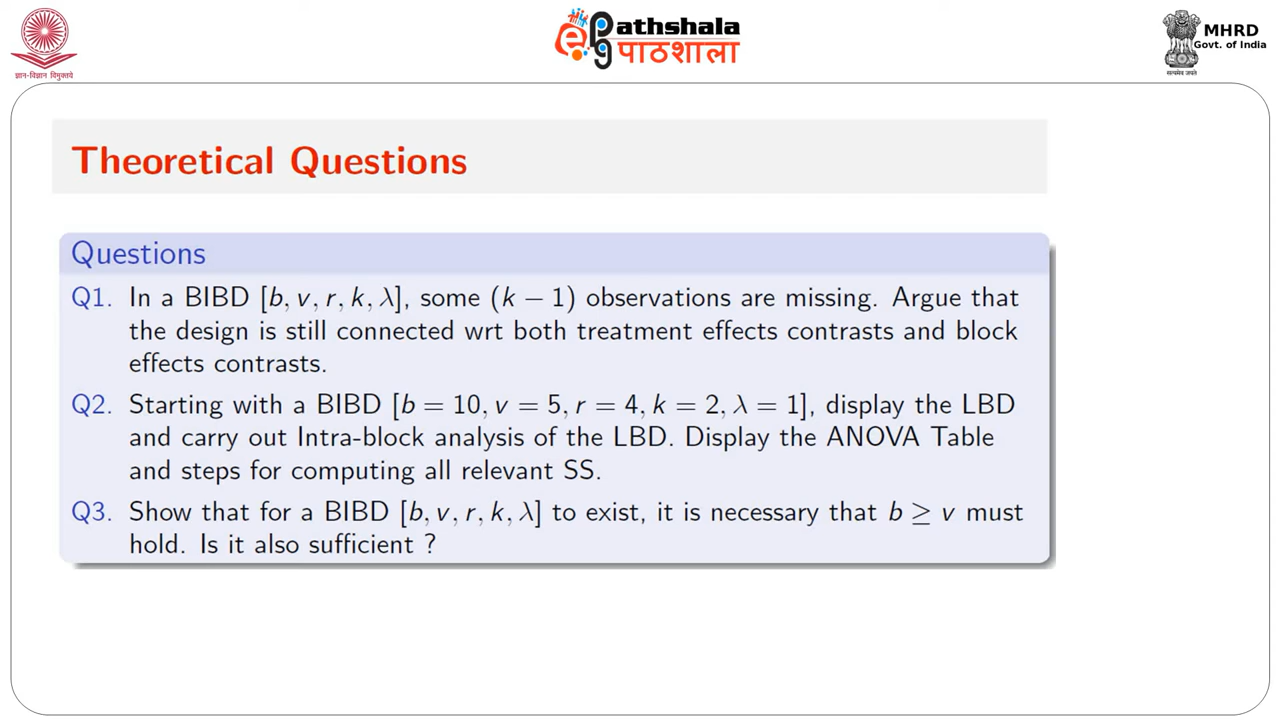 ज्ञान-विज्ञान विमुक्तये
ePG Pathshala
पाठशाला
MHRD
Govt. of India
सत्यमेव जयते
Theoretical Questions
Questions
Q1. In a BIBD [b, v, r, k, λ], some (k − 1) observations are missing. Argue that
the design is still connected wrt both treatment effects contrasts and block
effects contrasts.
Q2. Starting with a BIBD [b = 10, v = 5, r = 4, k = 2, λ = 1], display the LBD
and carry out Intra-block analysis of the LBD. Display the ANOVA Table
and steps for computing all relevant SS.
Q3. Show that for a BIBD [b, v, r, k, λ] to exist, it is necessary that b ≥ v must
hold. Is it also sufficient ?